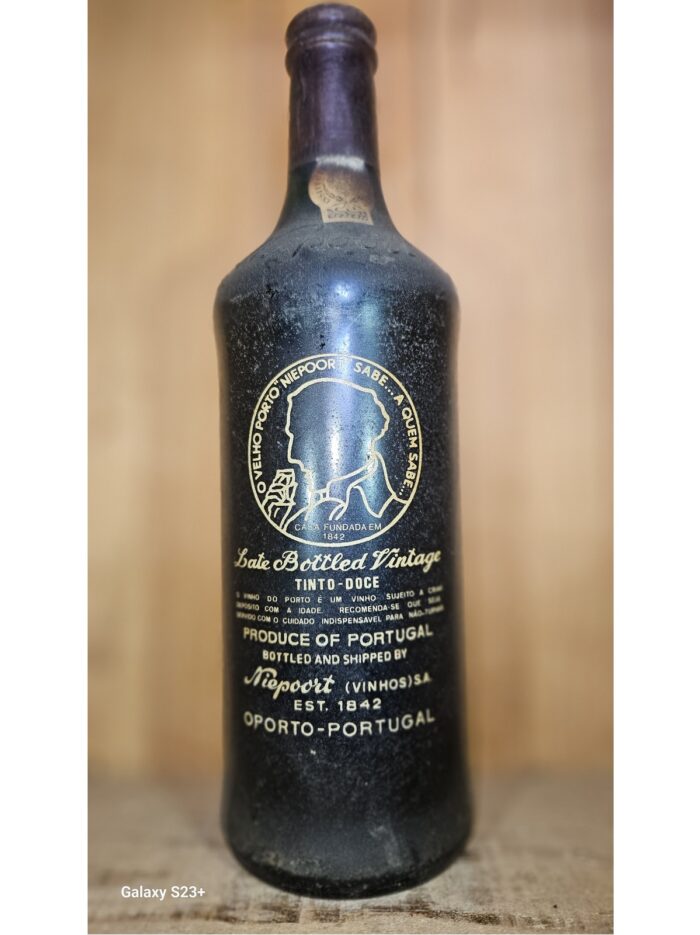 O VELHO PORTO "NIEPOORT" SABE... A QUEM SABE...
CASA FUNDADA EM
1842
Late Bottled Vintage
TINTO-DOCE
O VINHO DO PORTO É UM VINHO SUJEITO A CRIAR
DEPÓSITO COM A IDADE. RECOMENDA-SE QUE SEJA
SERVIDO COM O CUIDADO INDISPENSAVEL PARA NÃO
PRODUCE OF PORTUGAL
BOTTLED AND SHIPPED BY
Niepoort (VINHOS) S.A.
EST. 1842
OPORTO-PORTUGAL
Galaxy S23+